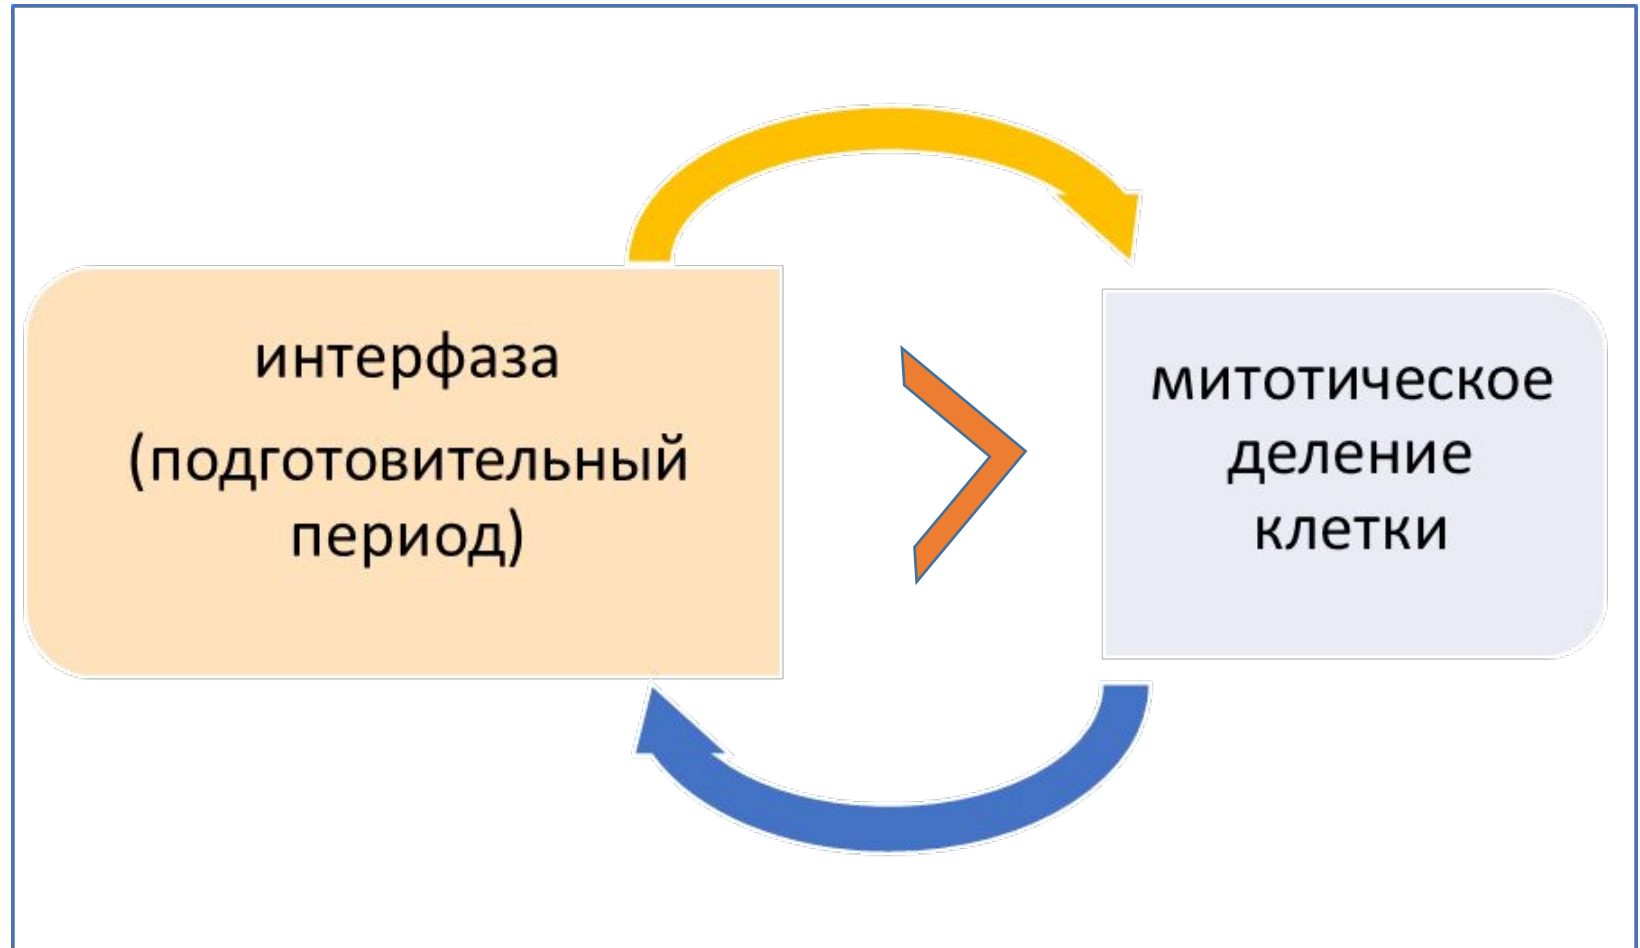 интерфаза
(подготовительный
период)
митотическое
деление
клетки